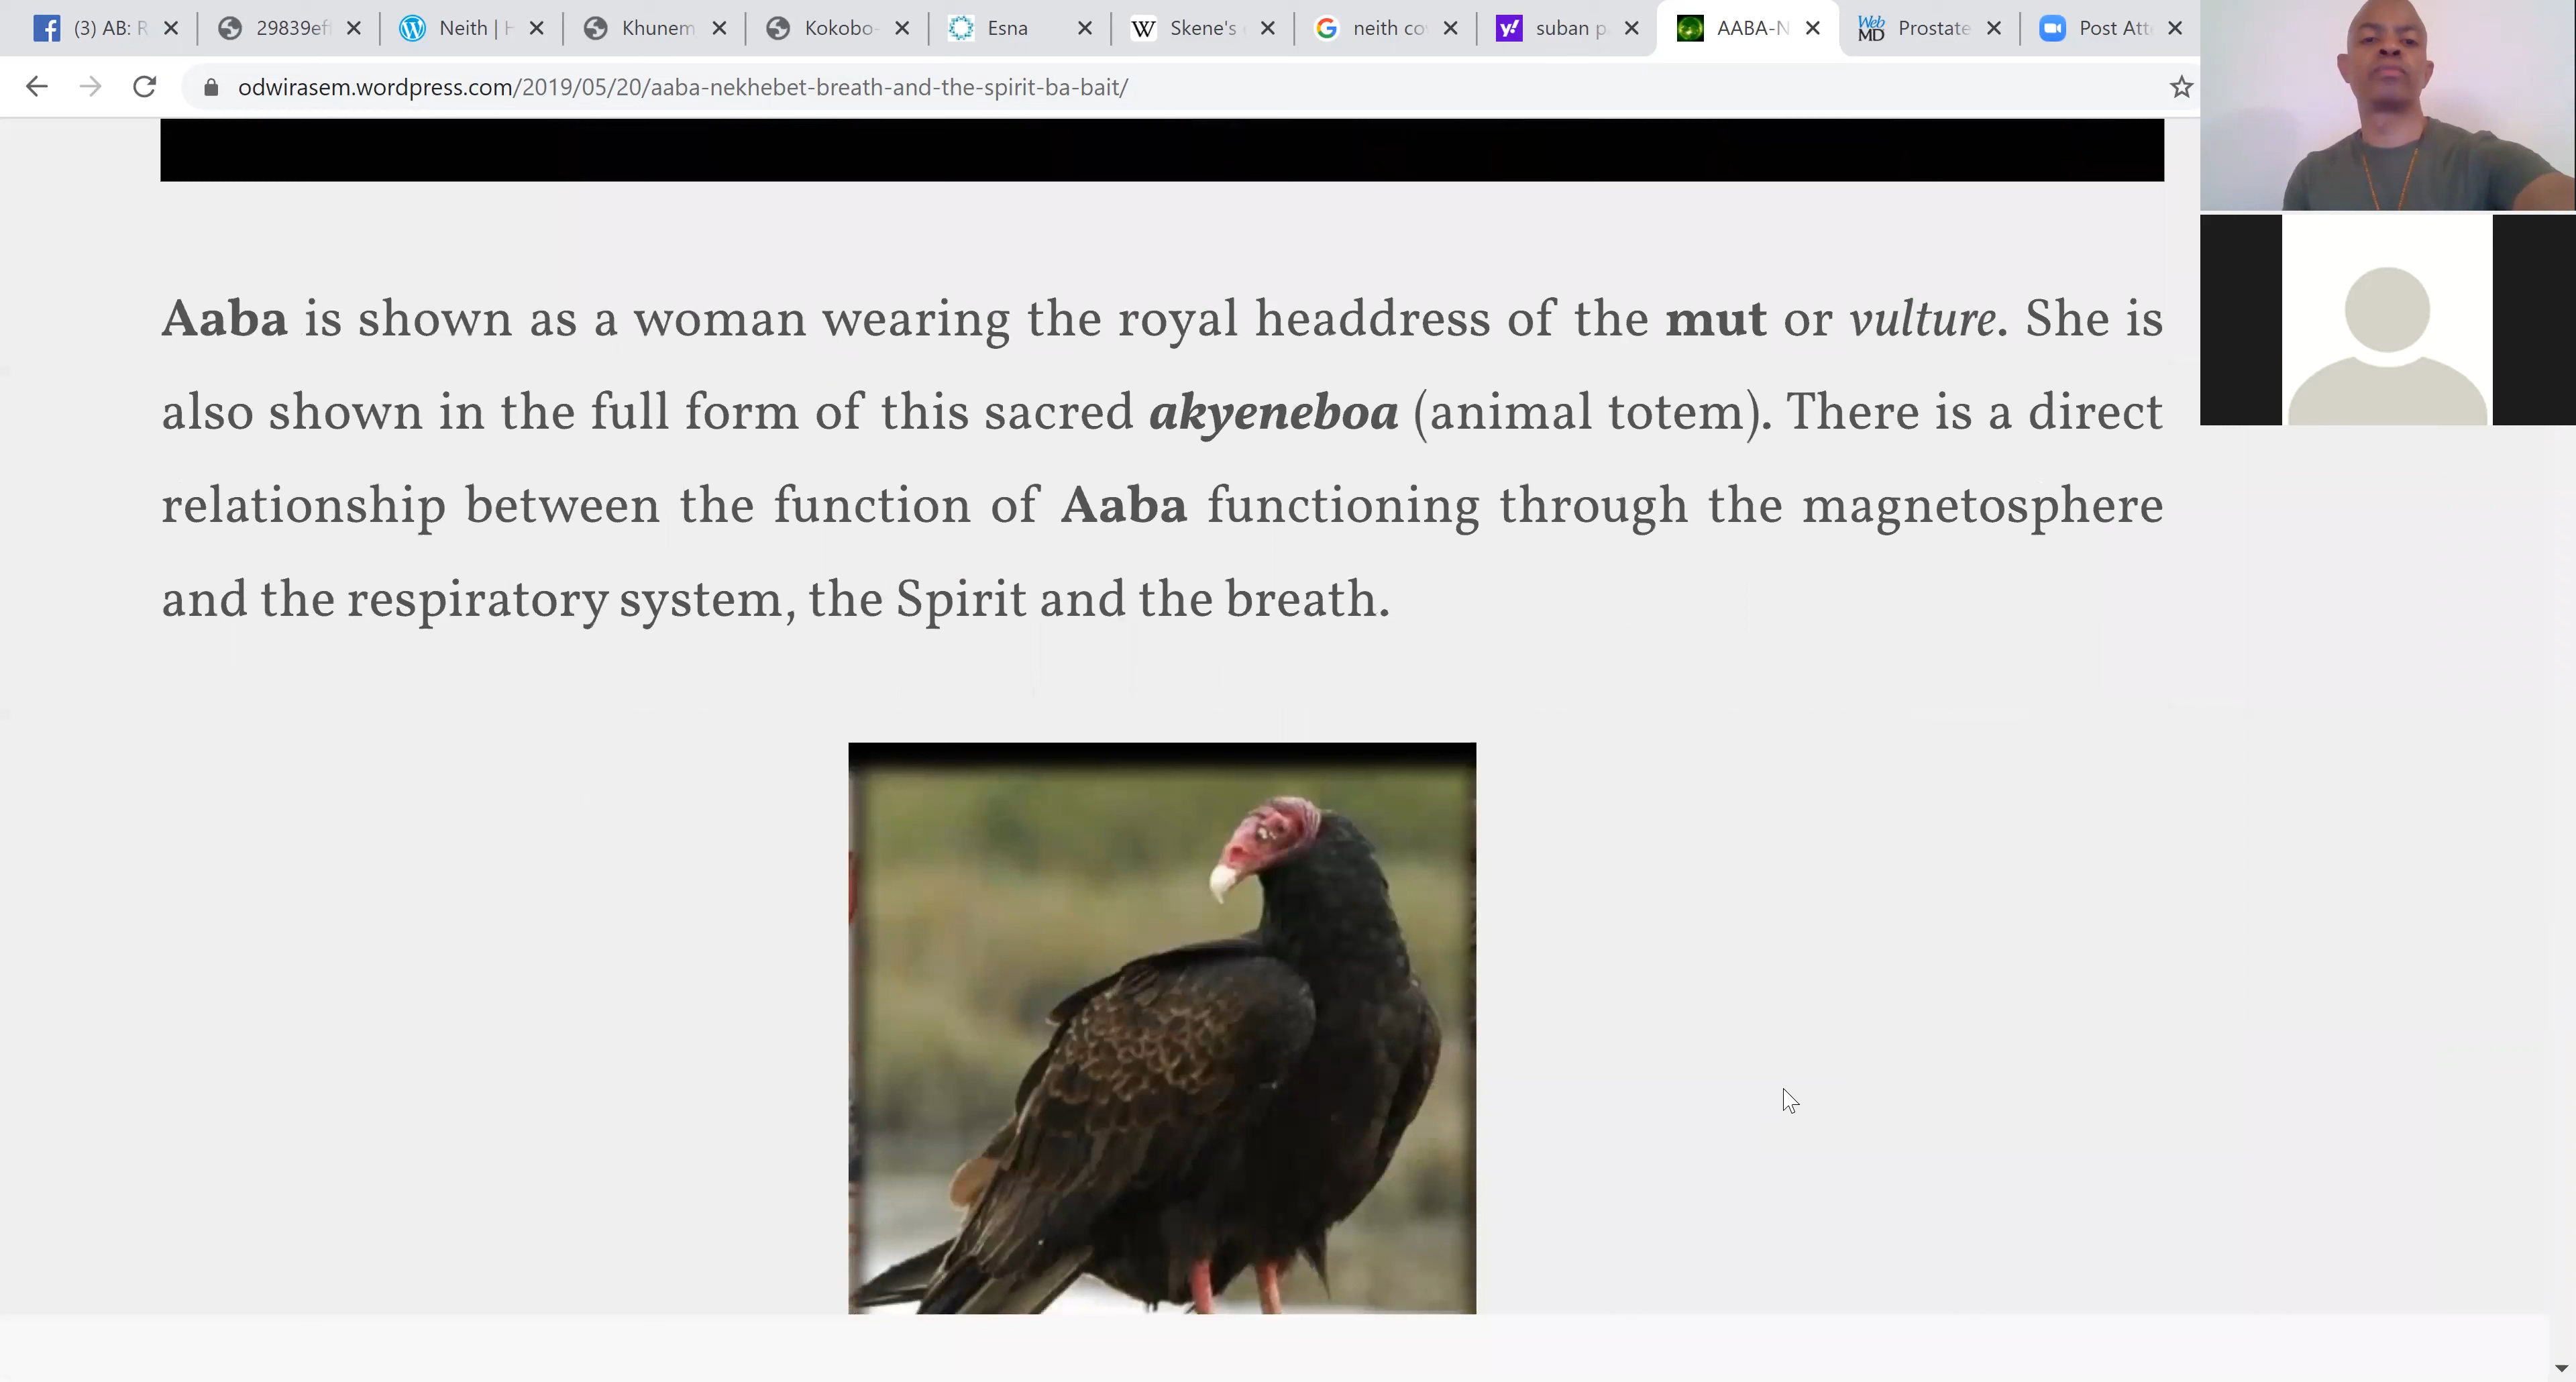 (3) AB: R
29839ef
Neith | H
Khunem
Kokobo-
Esna
Skene's
neith co
suban p
AABA-N
Web MD
Prostate
Post Att
odwirasem.wordpress.com/2019/05/20/aaba-nekhebet-breath-and-the-spirit-ba-bait/
Aaba is shown as a woman wearing the royal headdress of the mut or vulture. She is
also shown in the full form of this sacred akyeneboa (animal totem). There is a direct
relationship between the function of Aaba functioning through the magnetosphere
and the respiratory system, the Spirit and the breath.